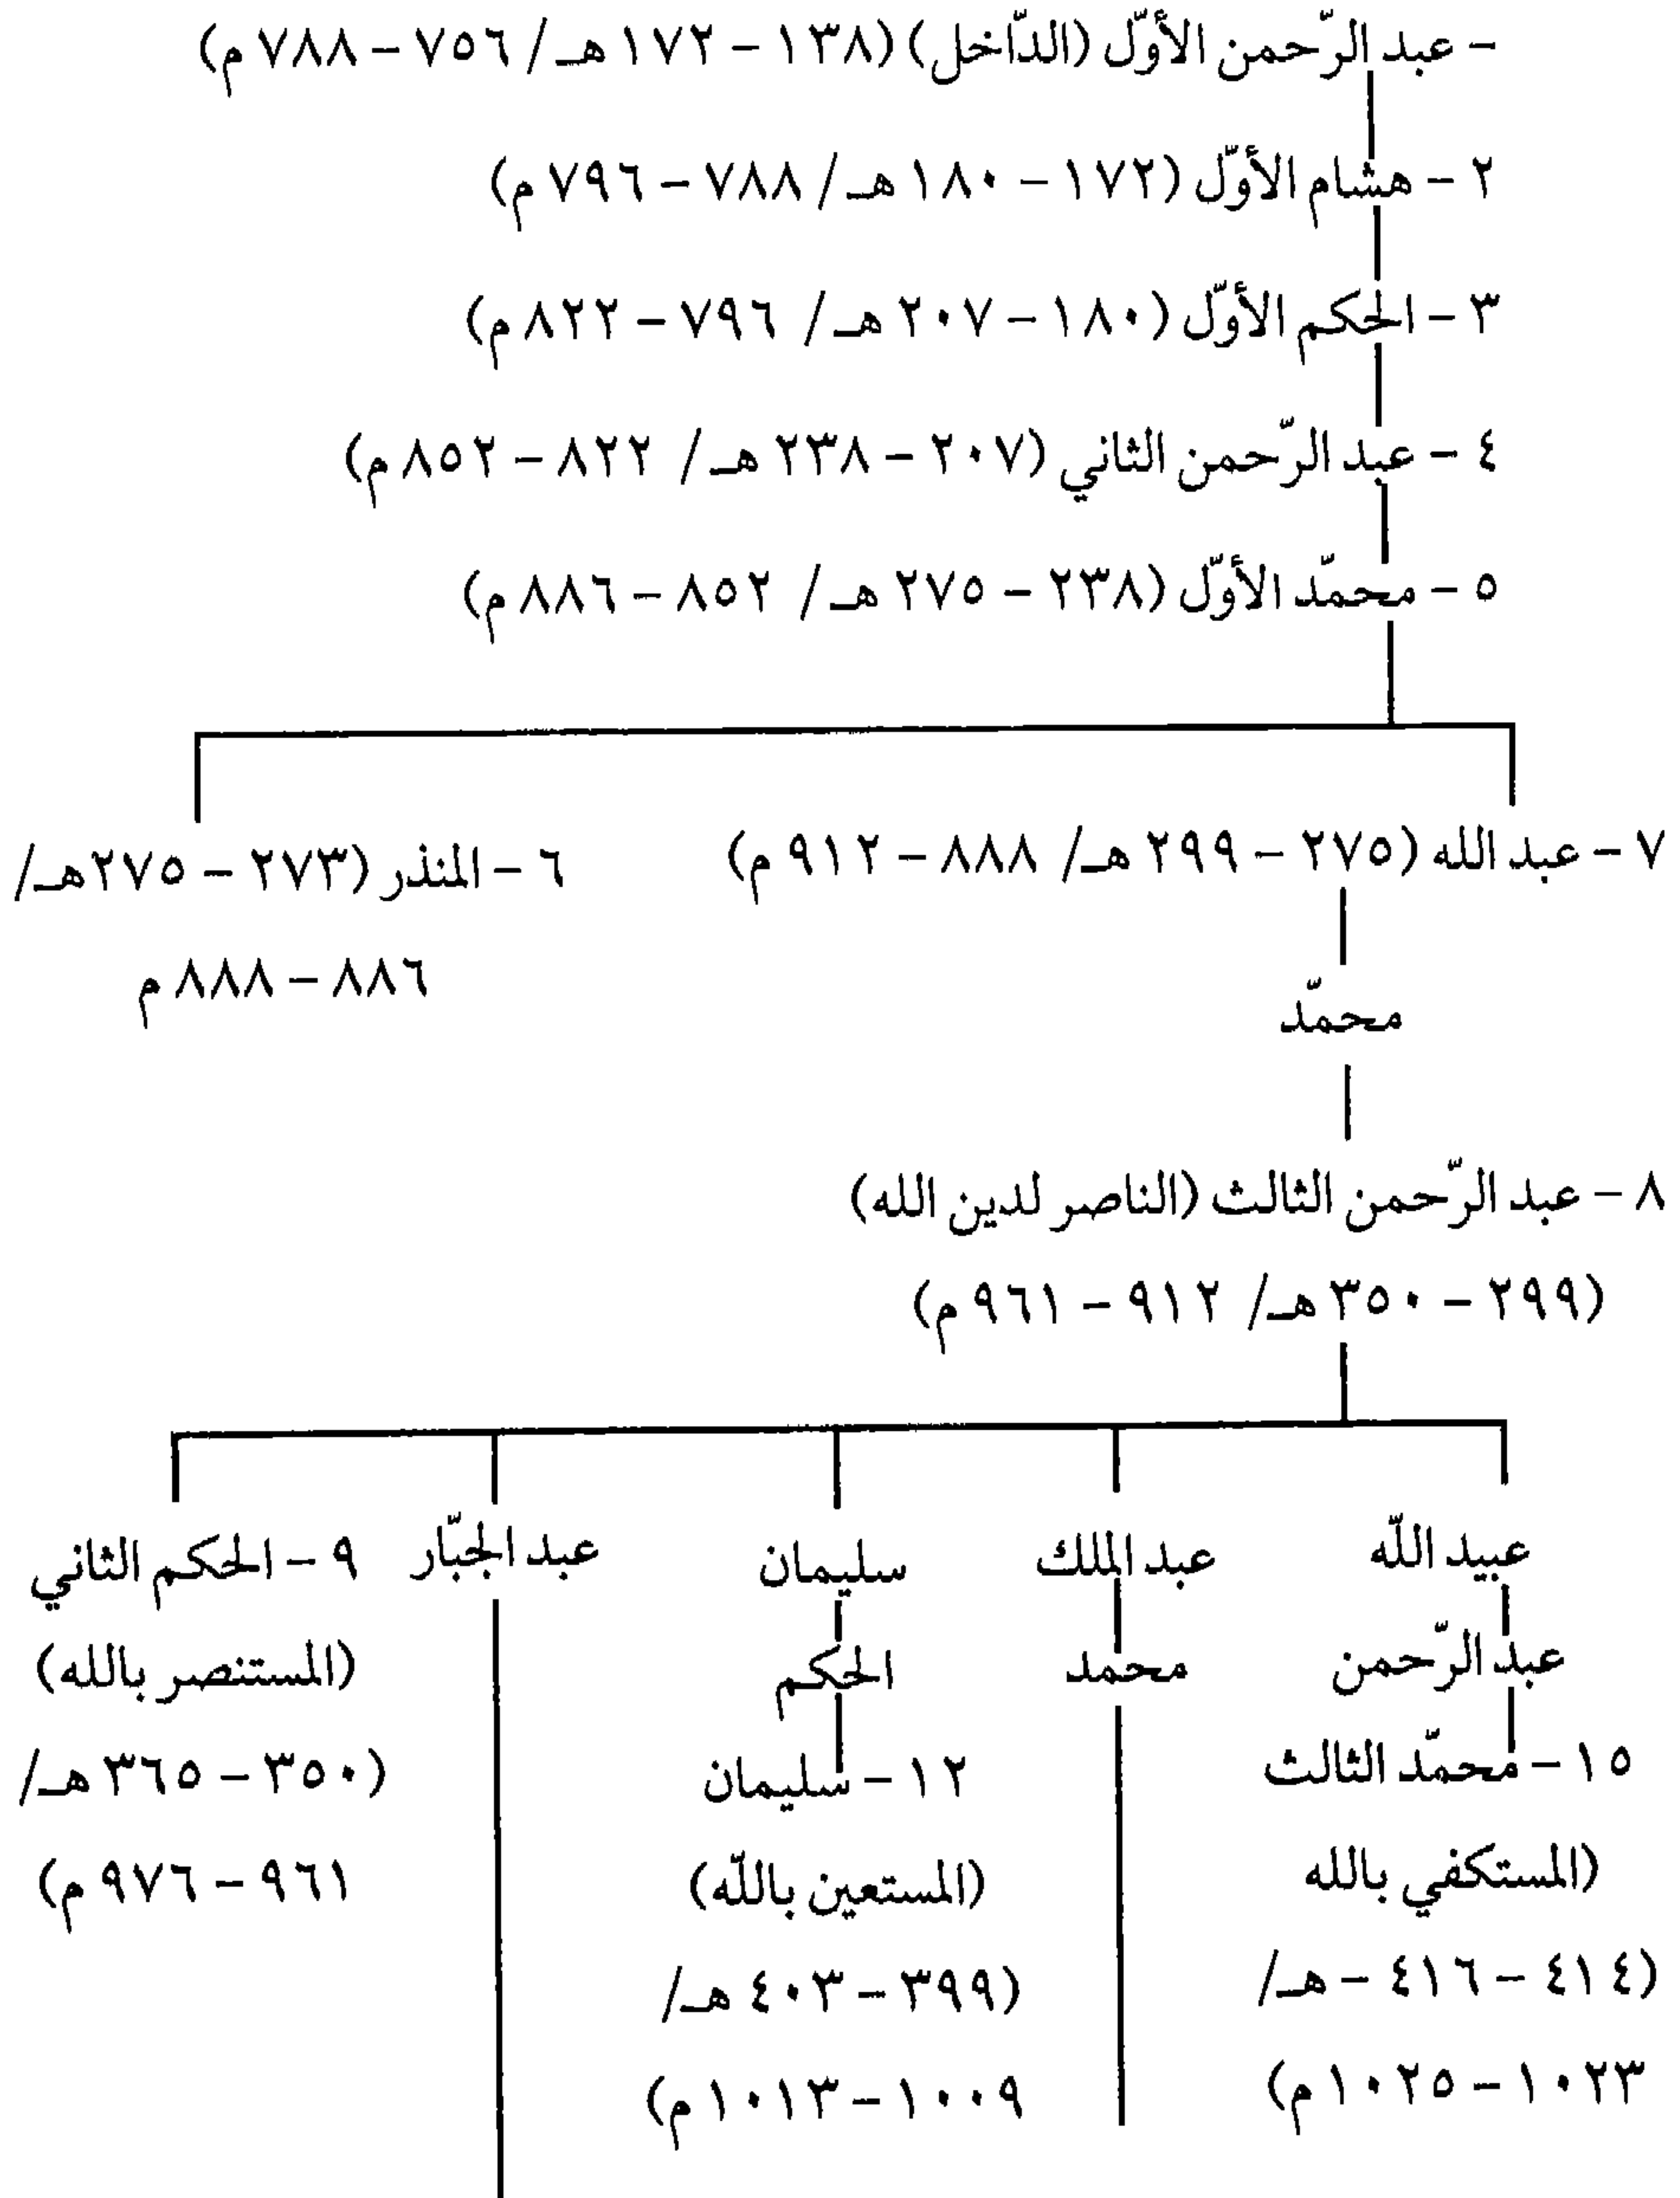 - عبد الرّحمن الأوّل (الدّاخل) (١٣٨ - ١٧٢ هـ / ٧٥٦ - ٧٨٨ م)
٢ - هشام الأوّل (١٧٢ - ١٨٠ هـ / ٧٨٨ - ٧٩٦ م)
٣ - الحكم الأوّل (١٨٠ - ٢٠٧ هـ / ٧٩٦ - ٨٢٢ م)
٤ - عبد الرّحمن الثاني (٢٠٧ - ٢٣٨ هـ / ٨٢٢ - ٨٥٢ م)
٥ - محمّد الأوّل (٢٣٨ - ٢٧٥ هـ / ٨٥٢ - ٨٨٦ م)
٧ - عبد الله (٢٧٥ - ٢٩٩ هـ / ٨٨٨ - ٩١٢ م)
٦ - المنذر (٢٧٣ - ٢٧٥ هـ /
٨٨٦ - ٨٨٨ م
محمّد
٨ - عبد الرّحمن الثالث (الناصر لدين الله)
(٢٩٩ - ٣٥٠ هـ / ٩١٢ - ٩٦١ م)
عبيد اللّه
عبد الرّحمن
١٥ - محمّد الثالث
(المستكفي بالله
(٤١٤ - ٤١٦ - هـ /
١٠٢٣ - ١٠٢٥ م)
عبد الملك
محمد
سليمان
الحكم
١٢ - سليمان
(المستعين باللّه)
(٣٩٩ - ٤٠٣ هـ /
١٠٠٩ - ١٠١٣ م)
عبد الجبّار
٩ - الحكم الثاني
(المستنصر بالله)
(٣٥٠ - ٣٦٥ هـ /
٩٦١ - ٩٧٦ م)